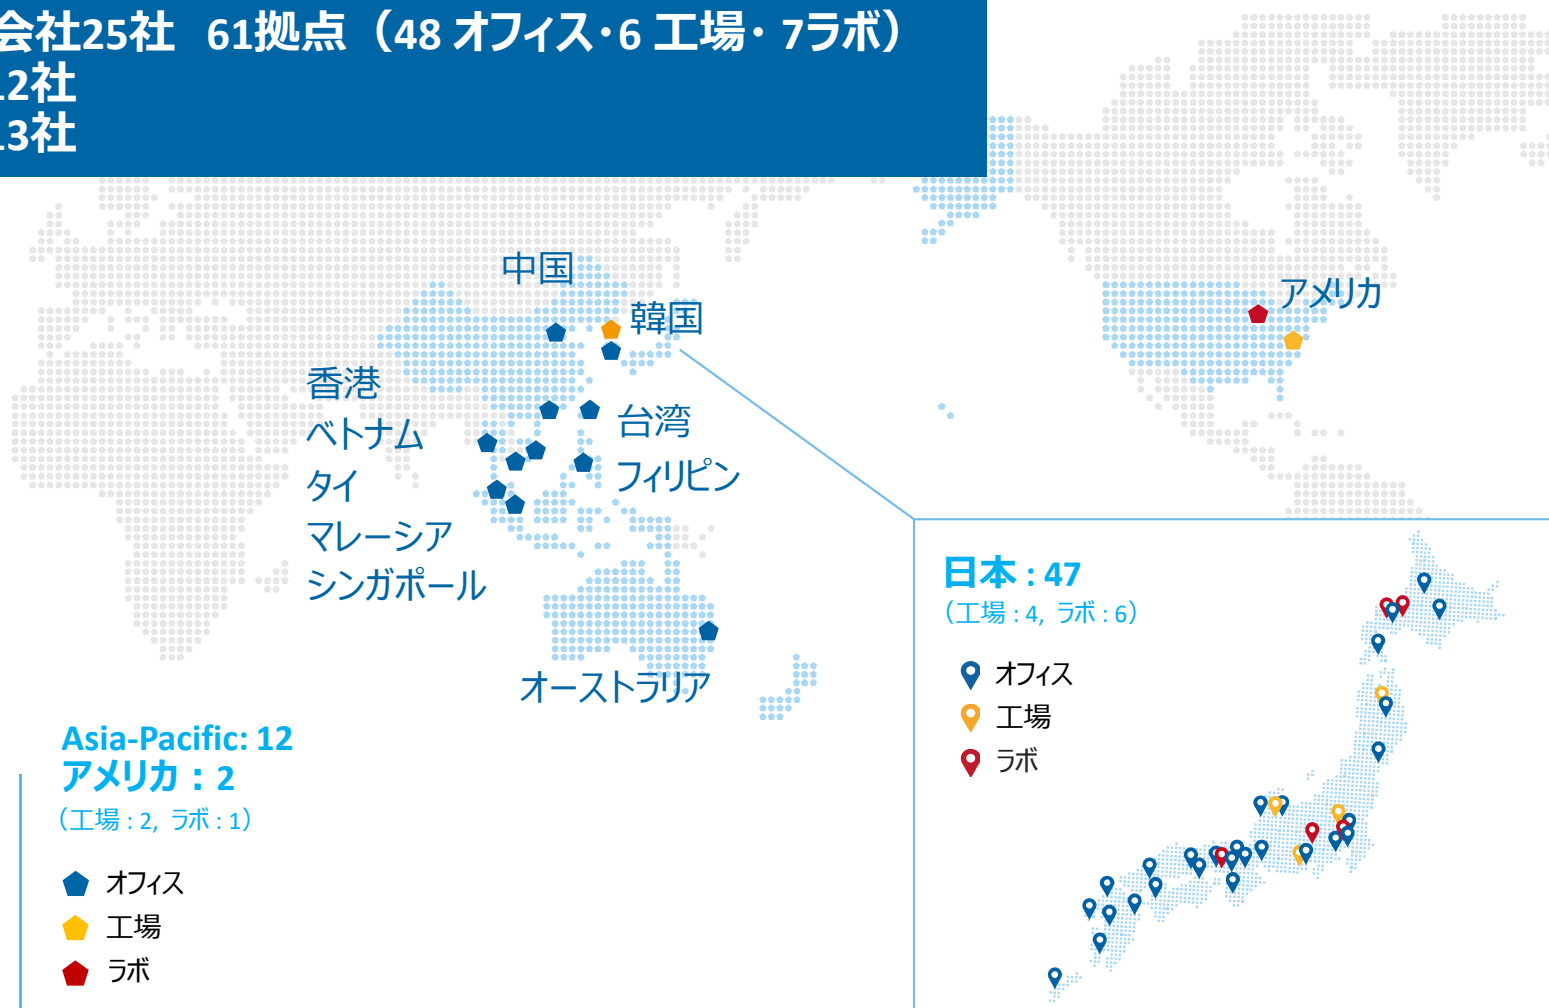 会社25社 61拠点（48 オフィス・6 工場・ 7ラボ）
2社
3社
中国
韓国
アメリカ
香港
ベトナム
タイ
マレーシア
シンガポール
台湾
フィリピン
オーストラリア
Asia-Pacific: 12
アメリカ : 2
（工場 : 2, ラボ : 1）
オフィス
工場
ラボ
日本 : 47
（工場 : 4, ラボ : 6）
オフィス
工場
ラボ